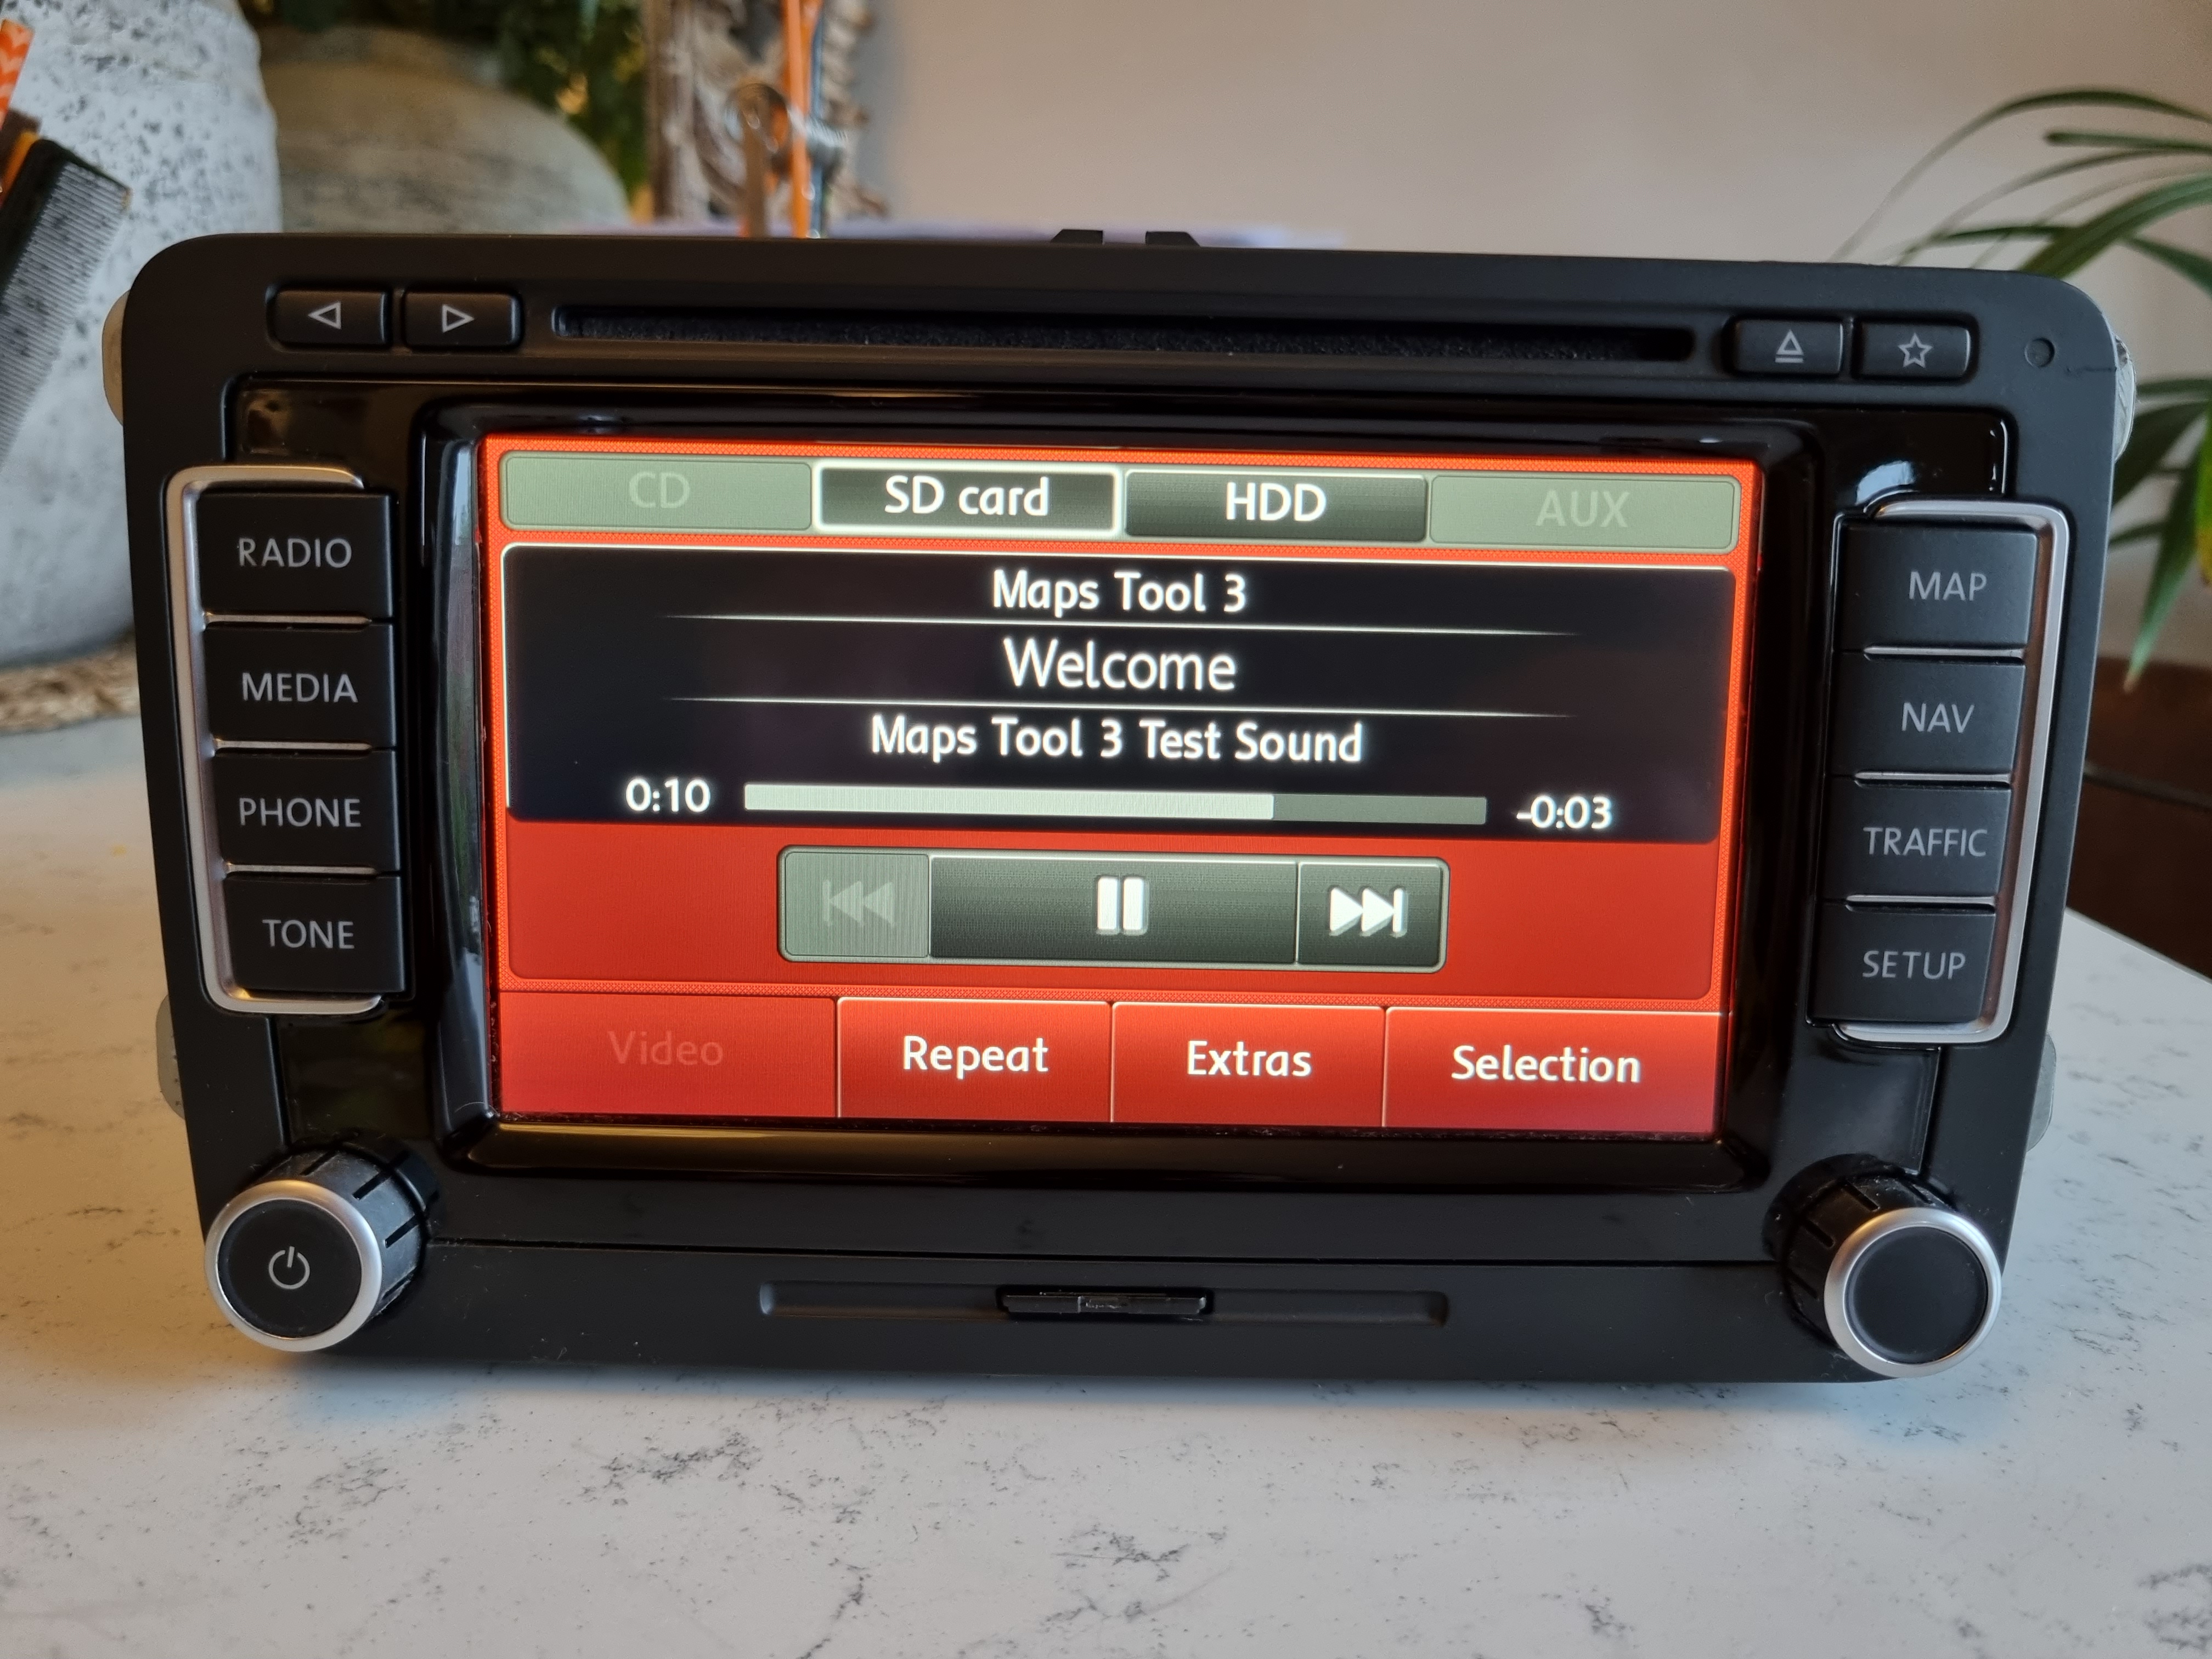 CD SD card HDD AUX
Maps Tool 3
Welcome
Maps Tool 3 Test Sound
0:10 -0:03
Video Repeat Extras Selection
RADIO
MEDIA
PHONE
TONE
MAP
NAV
TRAFFIC
SETUP